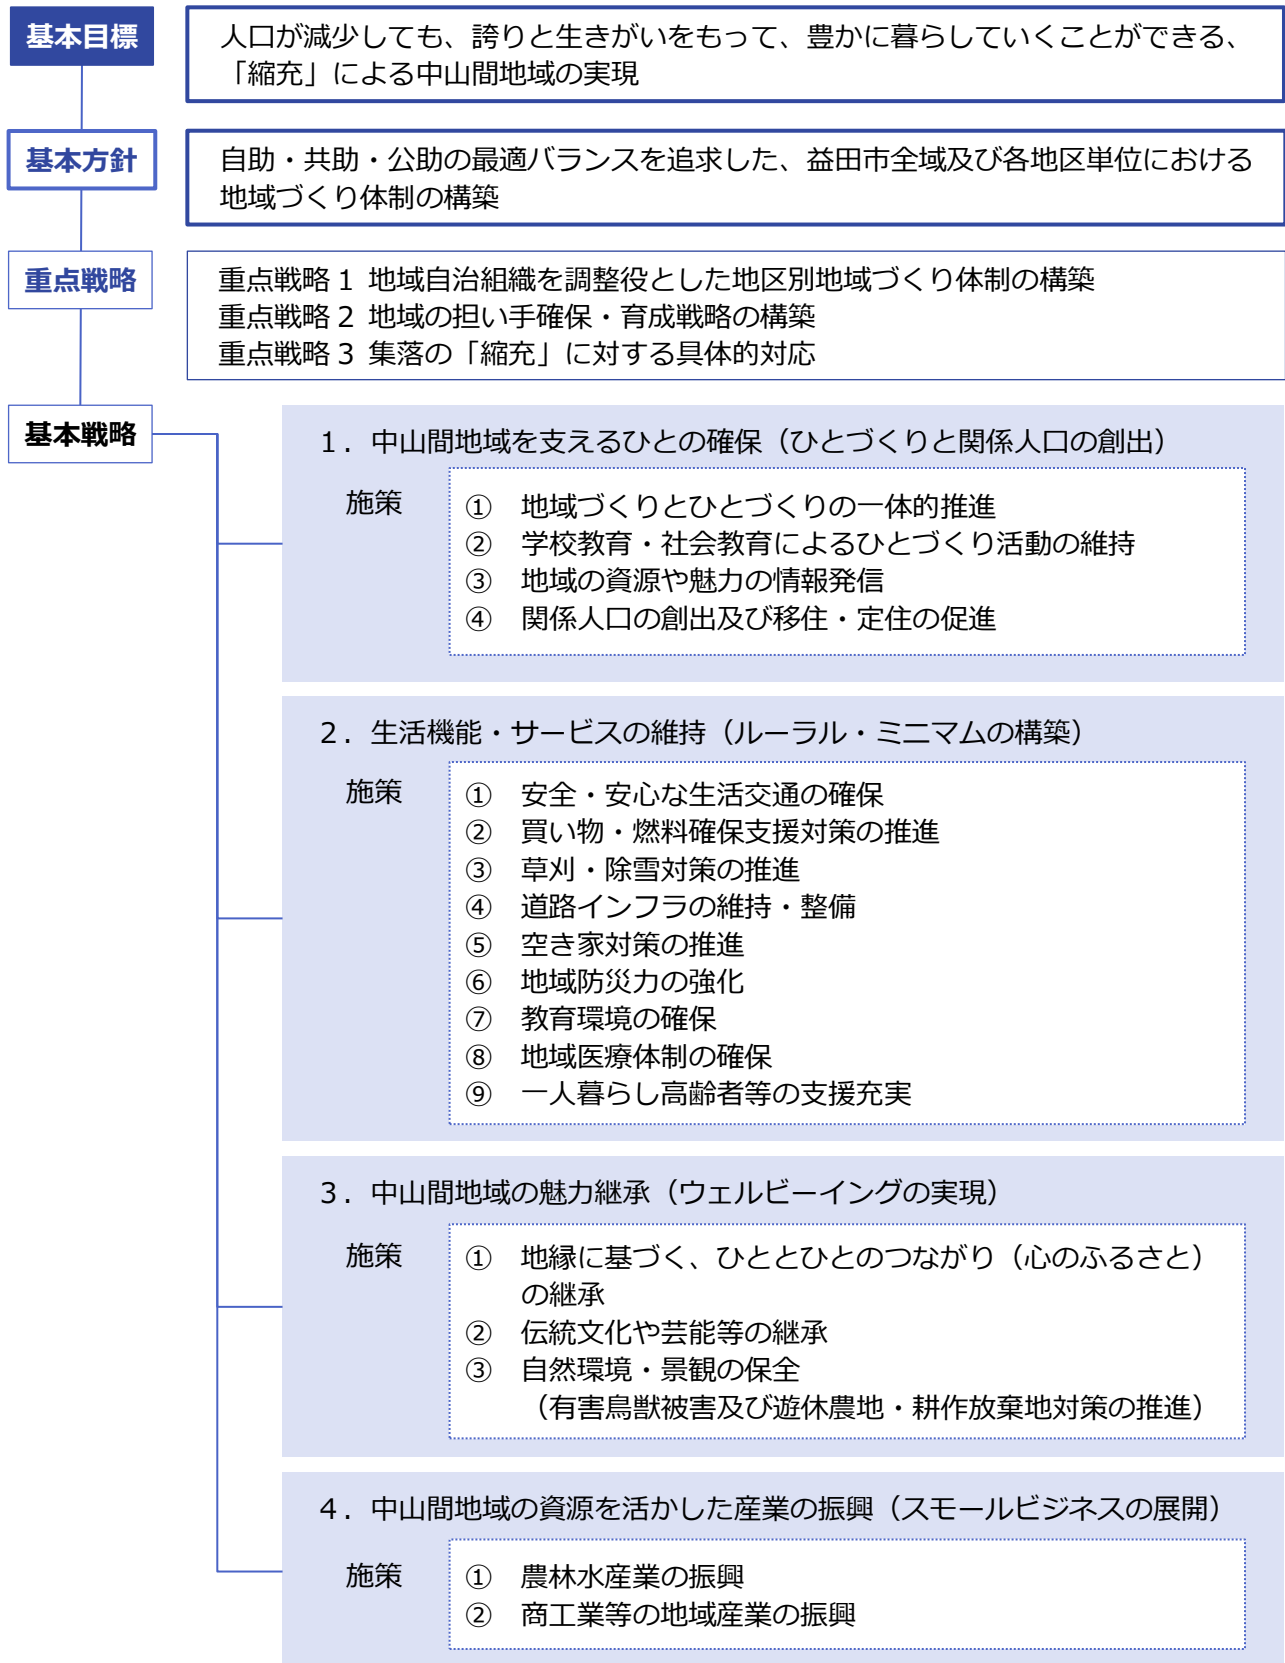 基本目標
人口が減少しても、誇りと生きがいをもって、豊かに暮らしていくことができる、
「縮充」による中山間地域の実現
基本方針
自助・共助・公助の最適バランスを追求した、益田市全域及び各地区単位における
地域づくり体制の構築
重点戦略
重点戦略１ 地域自治組織を調整役とした地区別地域づくり体制の構築
重点戦略２ 地域の担い手確保・育成戦略の構築
重点戦略３ 集落の「縮充」に対する具体的対応
基本戦略
１．中山間地域を支えるひとの確保（ひとづくりと関係人口の創出）
施策
① 地域づくりとひとづくりの一体的推進
② 学校教育・社会教育によるひとづくり活動の維持
③ 地域の資源や魅力の情報発信
④ 関係人口の創出及び移住・定住の促進
２．生活機能・サービスの維持（ルーラル・ミニマムの構築）
施策
① 安全・安心な生活交通の確保
② 買い物・燃料確保支援対策の推進
③ 草刈・除雪対策の推進
④ 道路インフラの維持・整備
⑤ 空き家対策の推進
⑥ 地域防災力の強化
⑦ 教育環境の確保
⑧ 地域医療体制の確保
⑨ 一人暮らし高齢者等の支援充実
３．中山間地域の魅力継承（ウェルビーイングの実現）
施策
① 地縁に基づく、ひととひとのつながり（心のふるさと）
の継承
② 伝統文化や芸能等の継承
③ 自然環境・景観の保全
（有害鳥獣被害及び遊休農地・耕作放棄地対策の推進）
４．中山間地域の資源を活かした産業の振興（スモールビジネスの展開）
施策
① 農林水産業の振興
② 商工業等の地域産業の振興